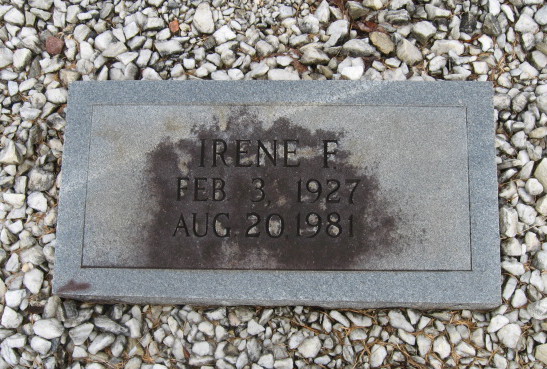 IRENE F.
FEB 3, 1927
AUG. 20, 1981